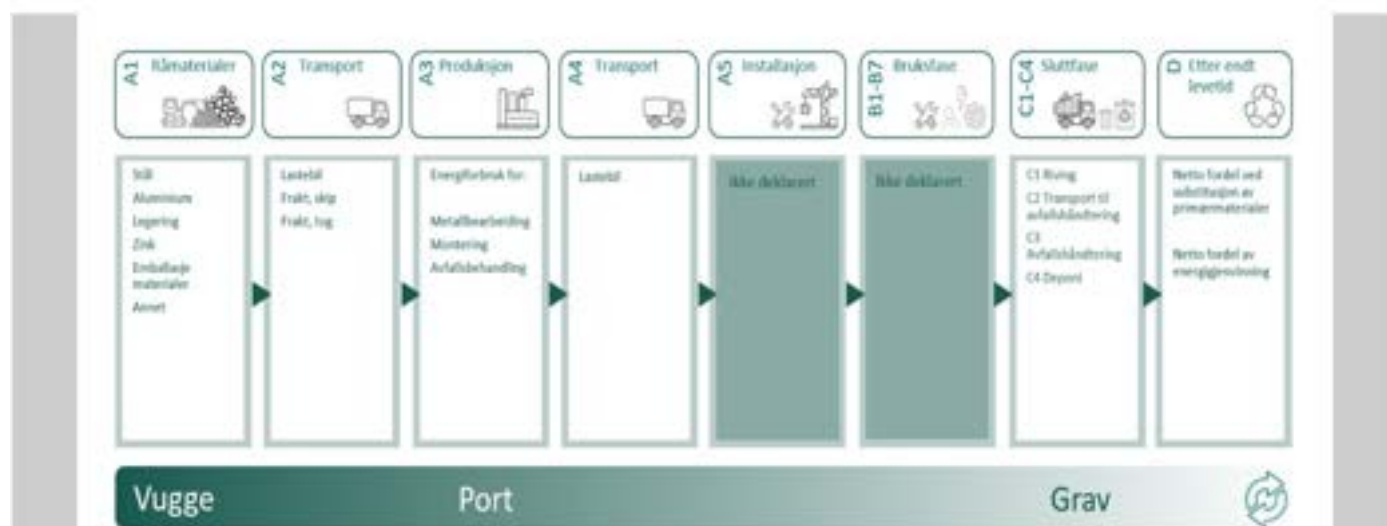 A1 Råmaterialer
A2 Transport
A3 Produksjon
A4 Transport
A5 Installasjon
B1-B7 Bruksfase
C1-C4 Sluttfase
D Etter endt
levetid
Stål
Aluminium
Legering
Zink
Emballasje
materialer
Annet
Lastebil
Frakt, skip
Frakt, tog
Energiforbruk for:
Metallbearbeiding
Montering
Avfallsbehandling
Lastebil
Ikke deklarert
Ikke deklarert
C1 Riving
C2 Transport til
avfallshåndtering
C3
Avfallshåndtering
C4 Deponi
Netto fordel ved
substitusjon av
primærmaterialer
Netto fordel av
energigjenvinning
Vugge
Port
Grav